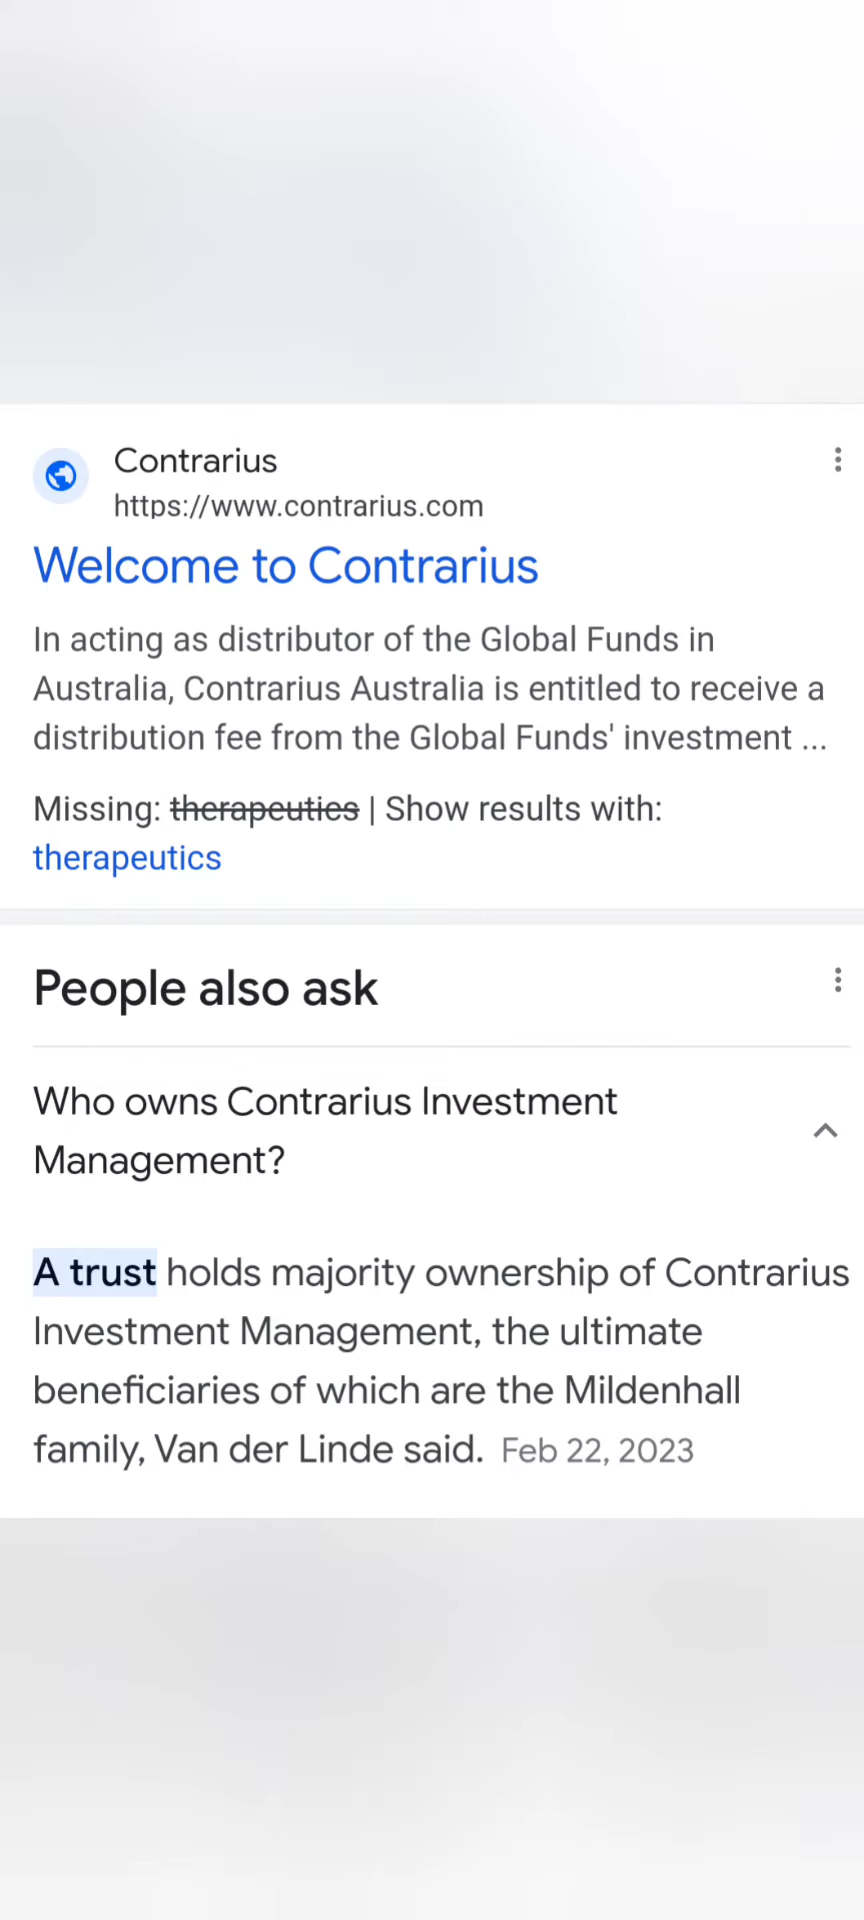 Contrarius
https://www.contrarius.com
Welcome to Contrarius
In acting as distributor of the Global Funds in
Australia, Contrarius Australia is entitled to receive a
distribution fee from the Global Funds' investment ...
Missing: therapeutics | Show results with:
therapeutics
People also ask
Who owns Contrarius Investment
Management?
A trust holds majority ownership of Contrarius
Investment Management, the ultimate
beneficiaries of which are the Mildenhall
family, Van der Linde said. Feb 22, 2023